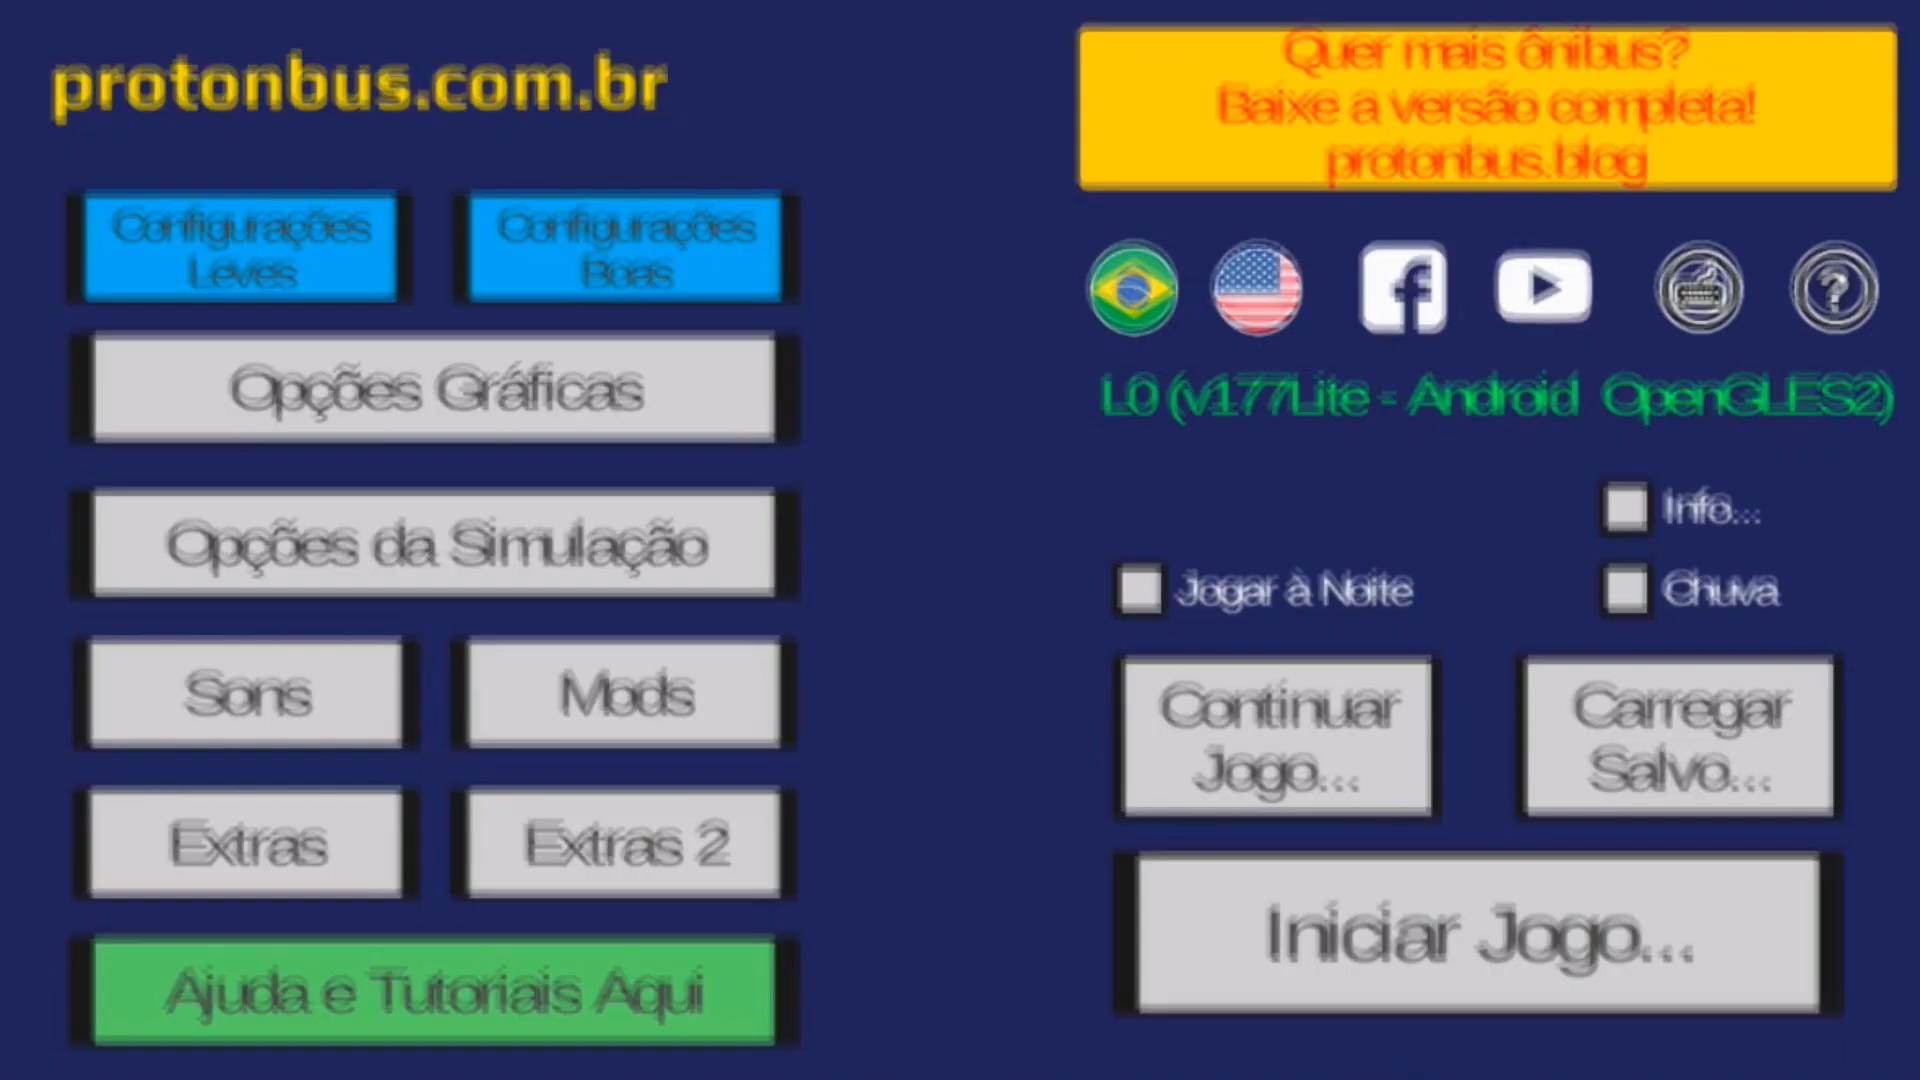 protonbus.com.br
Configurações
Leves
Configurações
Boas
Opções Gráficas
Opções da Simulação
Sons
Mods
Extras
Extras 2
Ajuda e Tutoriais Aqui
Quer mais ônibus?
Baixe a versão completa!
protonbus.blog
L0 (v177Lite - Android OpenGLES2)
Info...
Jogar à Noite
Chuva
Continuar
Jogo...
Carregar
Salvo...
Iniciar Jogo...